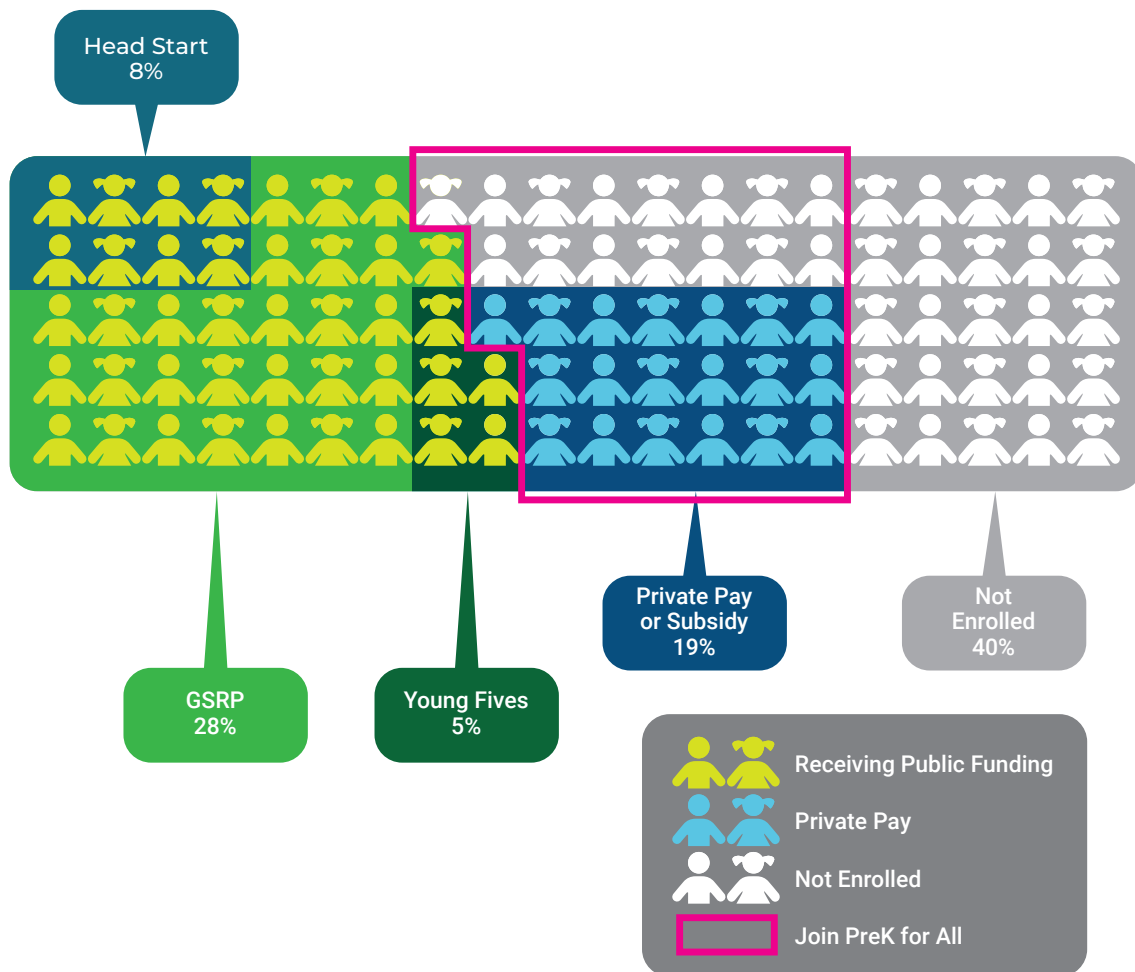 Head Start
8%
Private Pay
or Subsidy
19%
Not
Enrolled
40%
GSRP
28%
Young Fives
5%
Receiving Public Funding
Private Pay
Not Enrolled
Join PreK for All